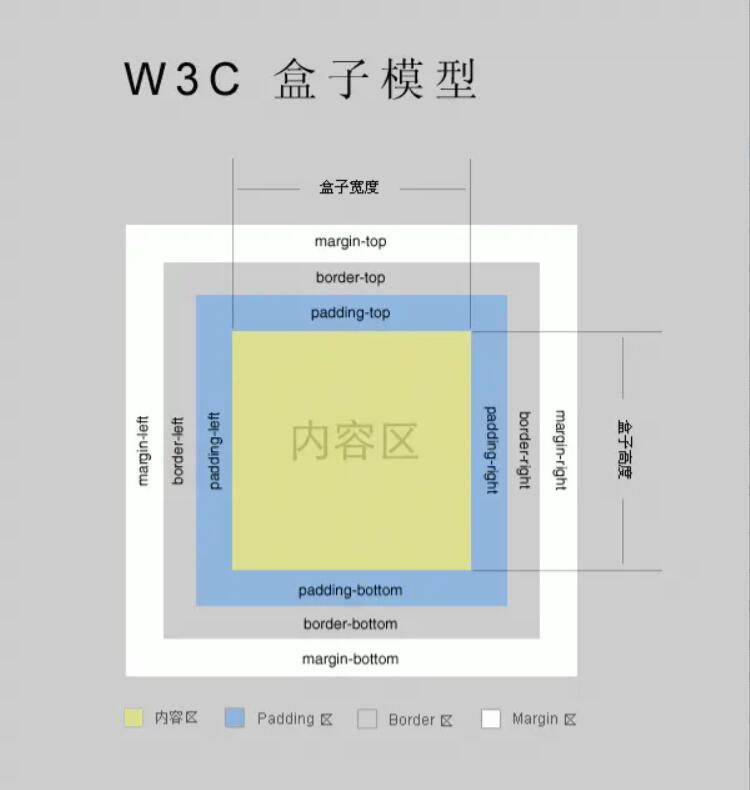 W3C 盒子模型
盒子宽度
margin-top
border-top
padding-top
margin-left
border-left
padding-left
内容区
padding-right
border-right
margin-right
盒子高度
padding-bottom
border-bottom
margin-bottom
内容区 Padding 区 Border 区 Margin 区